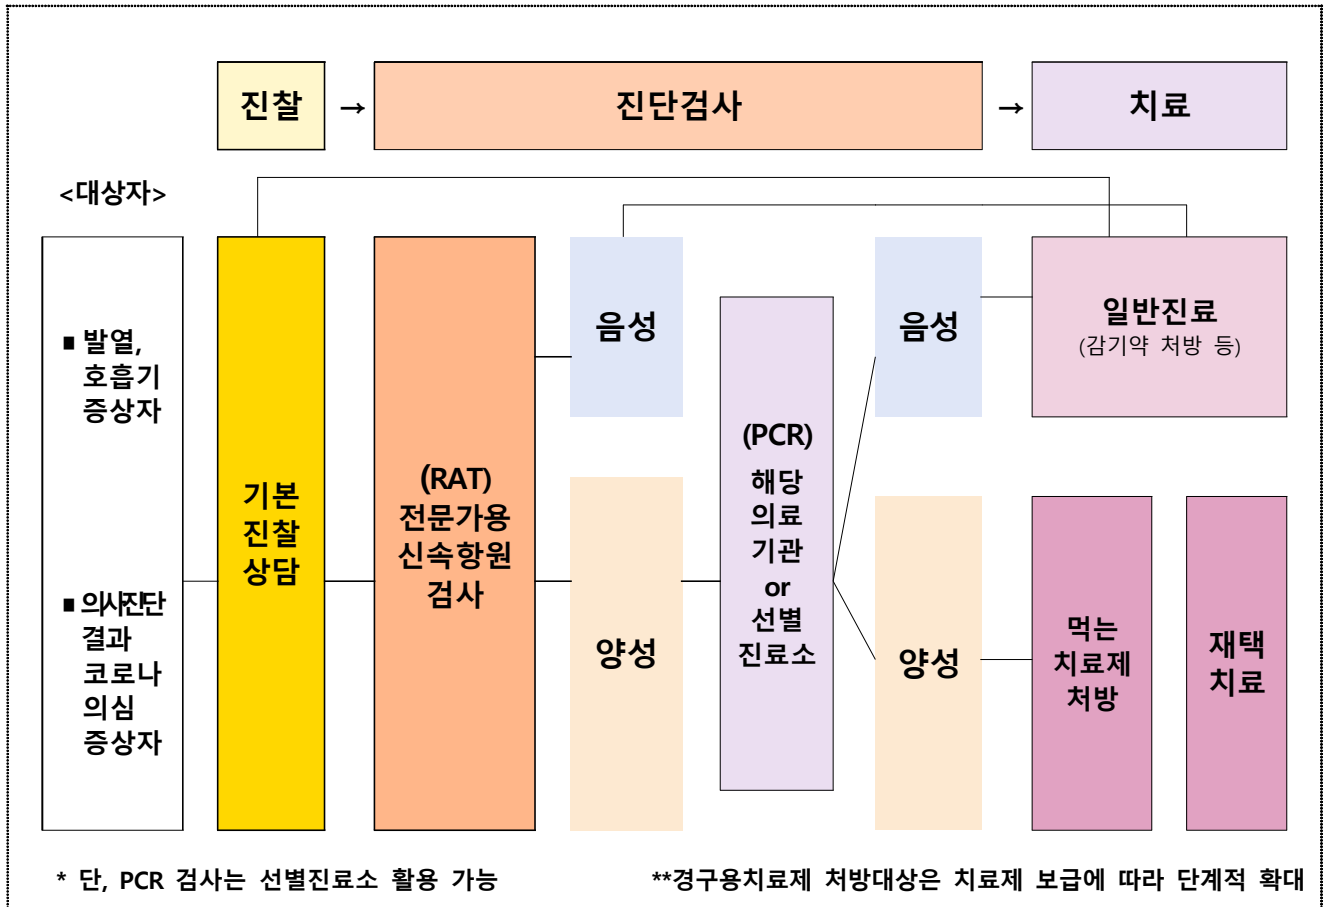 진찰 → 진단검사 → 치료
<대상자>
■ 발열,
호흡기
증상자
■ 의사진단
결과
코로나
의심
증상자
기본
진찰
상담
(RAT)
전문가용
신속항원
검사
음성
양성
(PCR)
해당
의료
기관
or
선별
진료소
음성
양성
일반진료
(감기약 처방 등)
먹는
치료제
처방
재택
치료
* 단, PCR 검사는 선별진료소 활용 가능
**경구용치료제 처방대상은 치료제 보급에 따라 단계적 확대